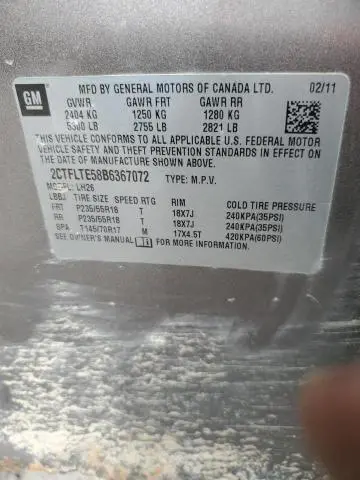 GM
MFD BY GENERAL MOTORS OF CANADA LTD. 02/11
GVWR GAWR FRT GAWR RR
2404 KG 1250 KG 1280 KG
5300 LB 2755 LB 2821 LB
THIS VEHICLE CONFORMS TO ALL APPLICABLE U.S. FEDERAL MOTOR
VEHICLE SAFETY AND THEFT PREVENTION STANDARDS IN EFFECT ON
THE DATE OF MANUFACTURE SHOWN ABOVE.
2CTFLTE58B6367072 TYPE: M.P.V.
MODEL: LH26
LBBJ TIRE SIZE SPEED RTG RIM COLD TIRE PRESSURE
FRT P235/55R18 T 18X7J 240KPA(35PSI)
RR P235/55R18 T 18X7J 240KPA(35PSI)
SPA T145/70R17 M 17X4.5T 420KPA(60PSI)
SEE OWNER'S MANUAL